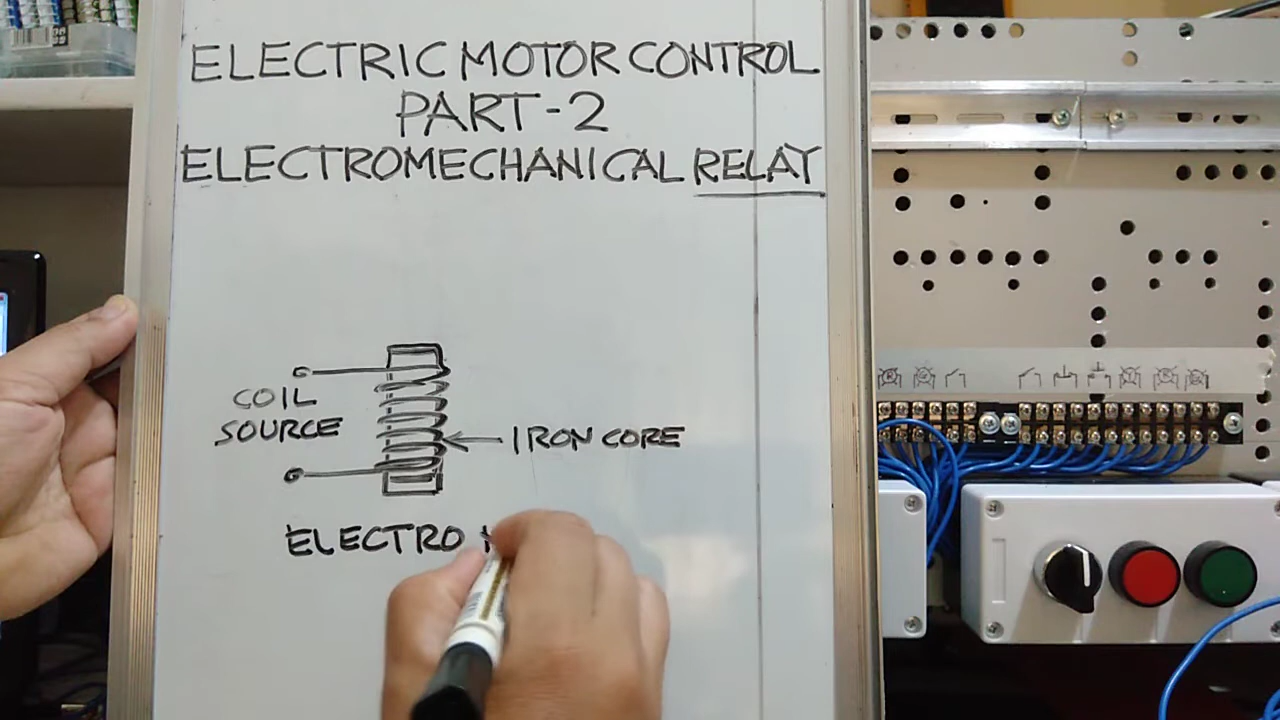 ELECTRIC MOTOR CONTROL
PART-2
ELECTROMECHANICAL RELAY
COIL
SOURCE
IRON CORE
ELECTRO